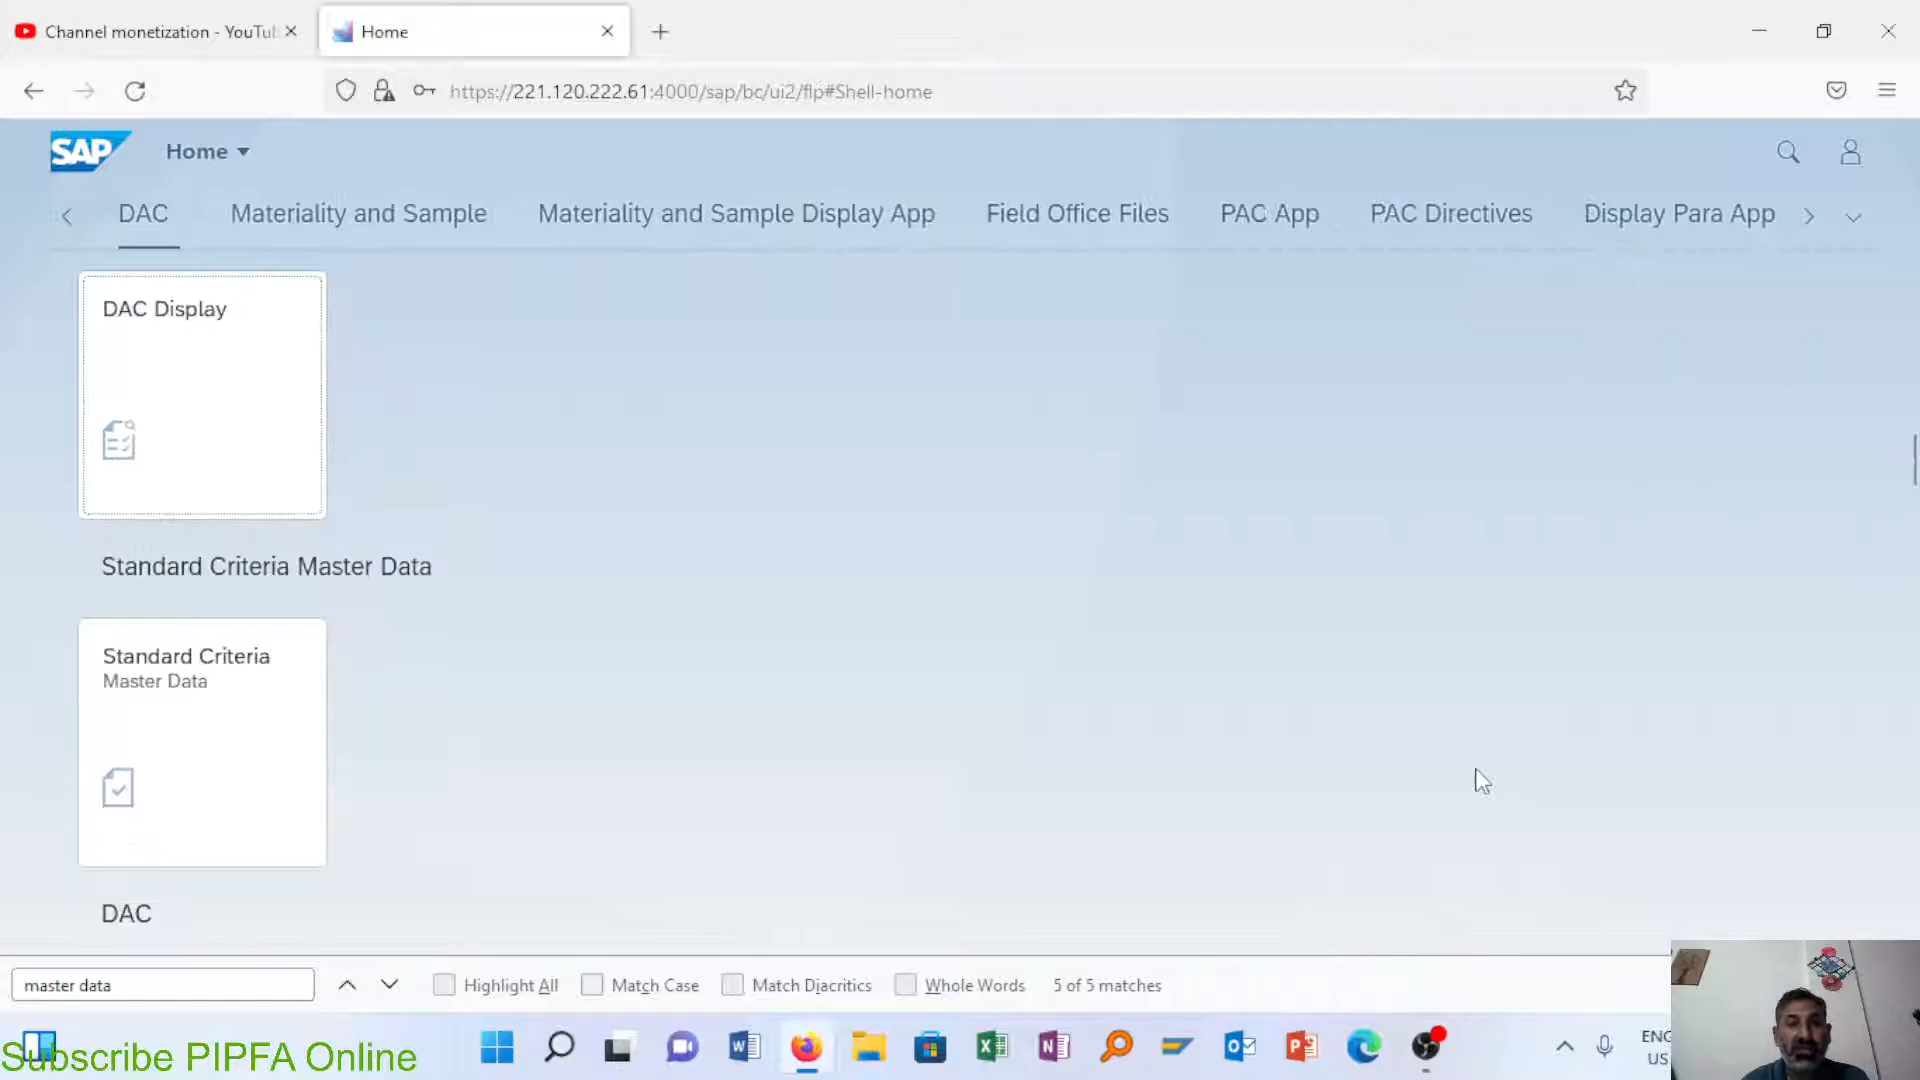 Channel monetization - YouTu
Home
https://221.120.222.61:4000/sap/bc/ui2/flp#Shell-home
SAP
Home
DAC
Materiality and Sample
Materiality and Sample Display App
Field Office Files
PAC App
PAC Directives
Display Para App
DAC Display
Standard Criteria Master Data
Standard Criteria
Master Data
DAC
master data
Highlight All
Match Case
Match Diacritics
Whole Words
5 of 5 matches
Subscribe PIPFA Online
ENG
US